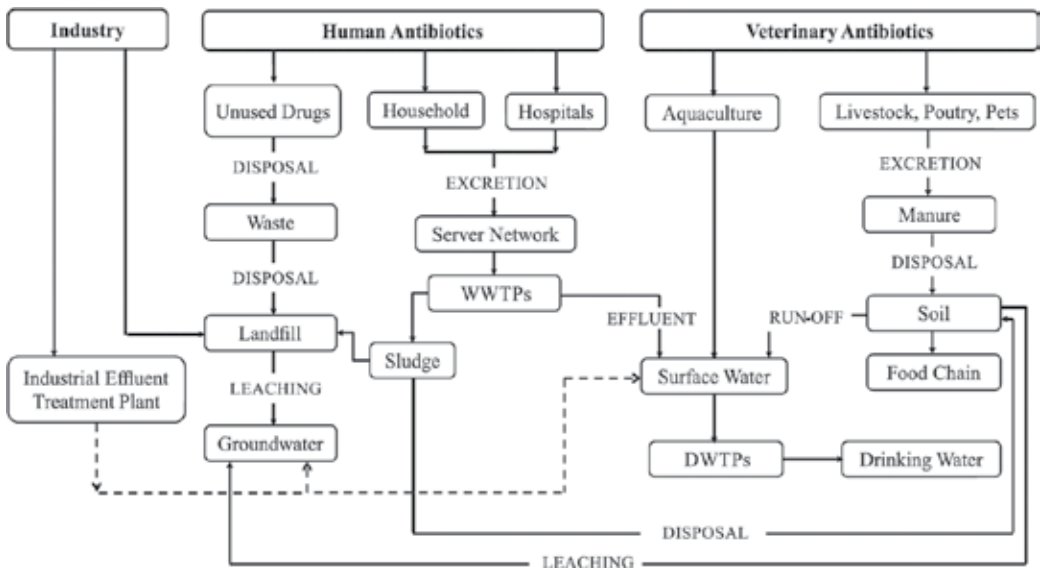 Industry
Human Antibiotics
Veterinary Antibiotics
Unused Drugs
Household
Hospitals
Aquaculture
Livestock, Poutry, Pets
DISPOSAL
EXCRETION
EXCRETION
Waste
Server Network
Manure
DISPOSAL
WWTPs
DISPOSAL
Landfill
Sludge
EFFLUENT
RUN-OFF
Soil
Industrial Effluent
Treatment Plant
LEACHING
Surface Water
Food Chain
Groundwater
DWTPs
Drinking Water
DISPOSAL
LEACHING